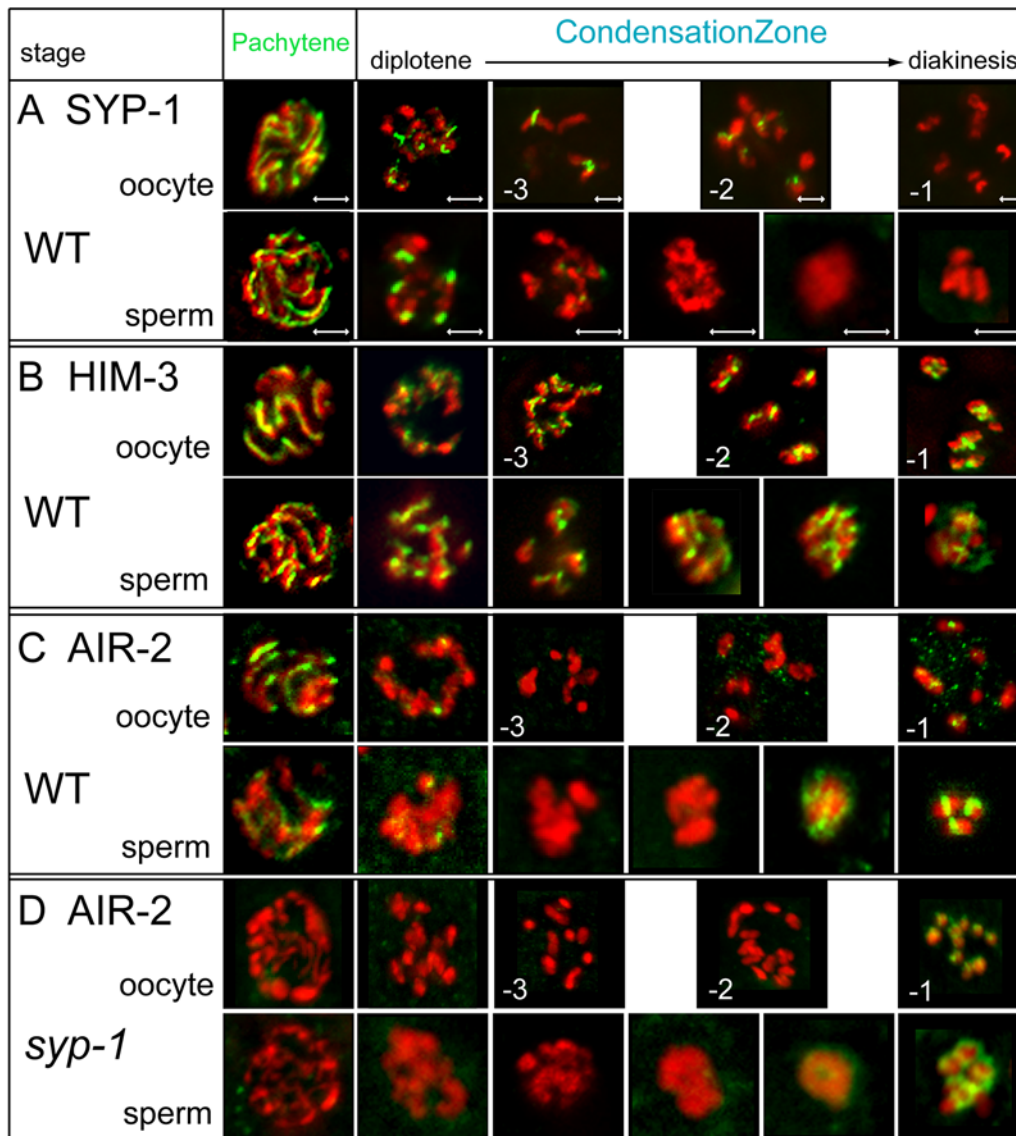 stage
Pachytene
CondensationZone
diplotene
diakinesis
A SYP-1
oocyte
-3
-2
-1
WT
sperm
B HIM-3
oocyte
-3
-2
-1
WT
sperm
C AIR-2
oocyte
-3
-2
-1
WT
sperm
D AIR-2
oocyte
-3
-2
-1
syp-1
sperm